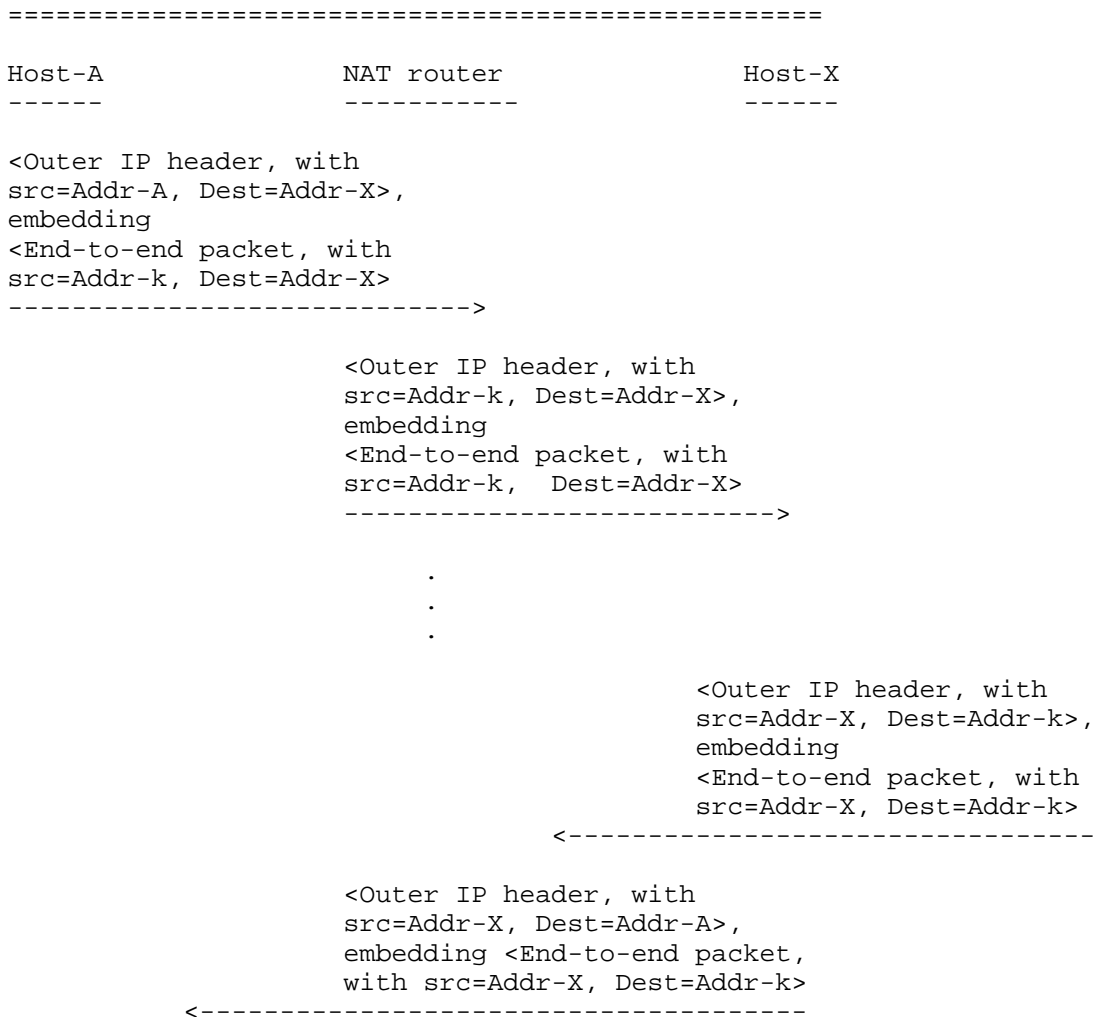 ===================================================
Host-A               NAT router               Host-X
------               -----------              ------
<Outer IP header, with
src=Addr-A, Dest=Addr-X>,
embedding
<End-to-end packet, with
src=Addr-k, Dest=Addr-X>
----------------------------->
<Outer IP header, with
src=Addr-k, Dest=Addr-X>,
embedding
<End-to-end packet, with
src=Addr-k,  Dest=Addr-X>
--------------------------->
.
.
.
<Outer IP header, with
src=Addr-X, Dest=Addr-k>,
embedding
<End-to-end packet, with
src=Addr-X, Dest=Addr-k>
<---------------------------------
<Outer IP header, with
src=Addr-X, Dest=Addr-A>,
embedding <End-to-end packet,
with src=Addr-X, Dest=Addr-k>
<--------------------------------------